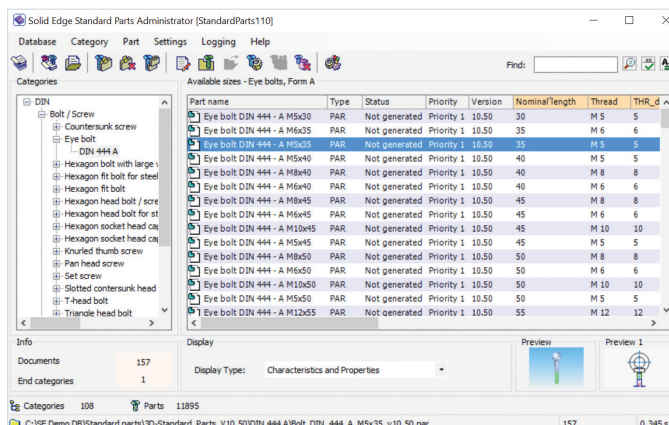 Solid Edge Standard Parts Administrator [StandardParts110]
Database Category Part Settings Logging Help
Find:
Categories
Available sizes - Eye bolts, Form A
DIN
Bolt / Screw
Countersunk screw
Eye bolt
DIN 444 A
Hexagon bolt with large
Hexagon fit bolt for steel
Hexagon fit bolt
Hexagon head bolt / scre
Hexagon head bolt for st
Hexagon socket head ca
Hexagon socket head ca
Knurled thumb screw
Pan head screw
Set screw
Slotted contersunk head
T-head bolt
Triangle head bolt
Part name Type Status Priority Version Nominal length Thread THR_d
Eye bolt DIN 444 - A M5x30 PAR Not generated Priority 1 10.50 30 M 5 5
Eye bolt DIN 444 - A M6x35 PAR Not generated Priority 1 10.50 35 M 6 6
Eye bolt DIN 444 - A M5x35 PAR Not generated Priority 1 10.50 35 M 5 5
Eye bolt DIN 444 - A M5x40 PAR Not generated Priority 1 10.50 40 M 5 5
Eye bolt DIN 444 - A M8x40 PAR Not generated Priority 1 10.50 40 M 8 8
Eye bolt DIN 444 - A M6x40 PAR Not generated Priority 1 10.50 40 M 6 6
Eye bolt DIN 444 - A M8x45 PAR Not generated Priority 1 10.50 45 M 8 8
Eye bolt DIN 444 - A M6x45 PAR Not generated Priority 1 10.50 45 M 6 6
Eye bolt DIN 444 - A M10x45 PAR Not generated Priority 1 10.50 45 M 10 10
Eye bolt DIN 444 - A M5x45 PAR Not generated Priority 1 10.50 45 M 5 5
Eye bolt DIN 444 - A M8x50 PAR Not generated Priority 1 10.50 50 M 8 8
Eye bolt DIN 444 - A M6x50 PAR Not generated Priority 1 10.50 50 M 6 6
Eye bolt DIN 444 - A M10x50 PAR Not generated Priority 1 10.50 50 M 10 10
Eye bolt DIN 444 - A M5x50 PAR Not generated Priority 1 10.50 50 M 5 5
Eye bolt DIN 444 - A M12x55 PAR Not generated Priority 1 10.50 55 M 12 12
Info
Documents 157
End categories 1
Display
Display Type: Characteristics and Properties
Preview
Preview 1
Categories 108 Parts 11895
C:\SE Demo DB\Standard parts\3D-Standard_Parts_V10_50\DIN 444 A\Bolt_DIN_444_A_M5x35_v10_50.par 157 0.345 s